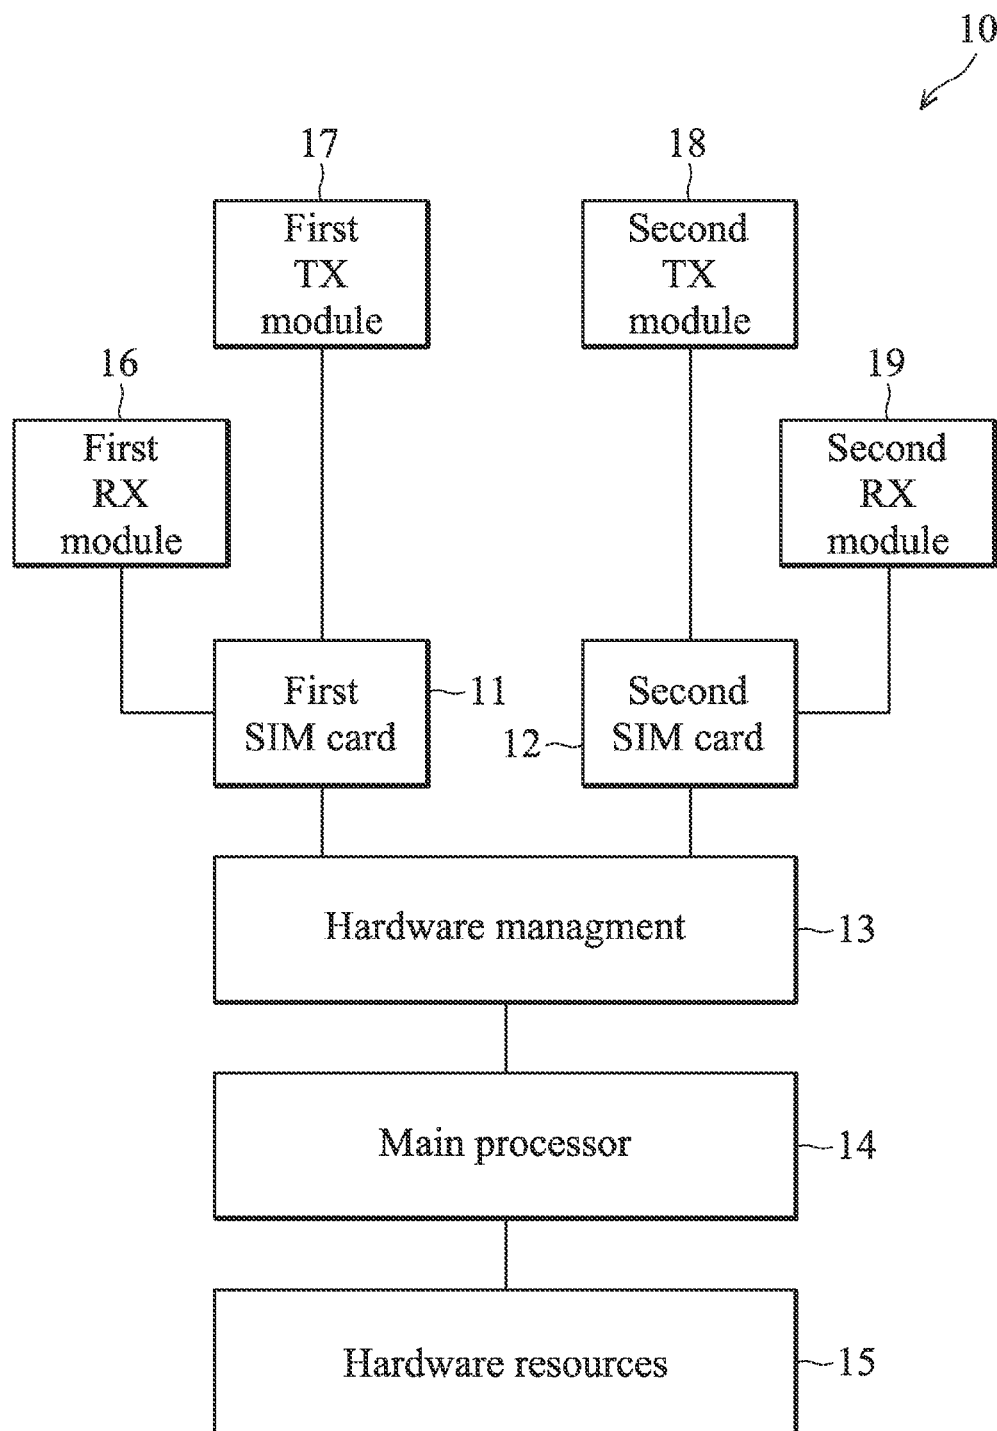 10
17
18
First
TX
module
Second
TX
module
16
19
First
RX
module
Second
RX
module
First
SIM card
11
Second
SIM card
12
Hardware managment
13
Main processor
14
Hardware resources
15